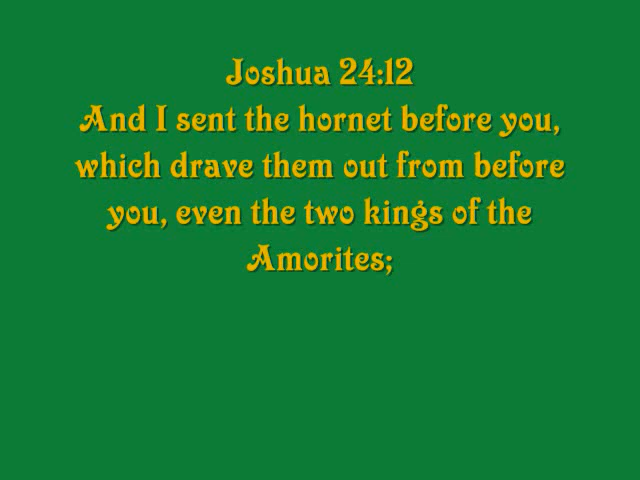 Joshua 24:12
And I sent the hornet before you,
which drave them out from before
you, even the two kings of the
Amorites;